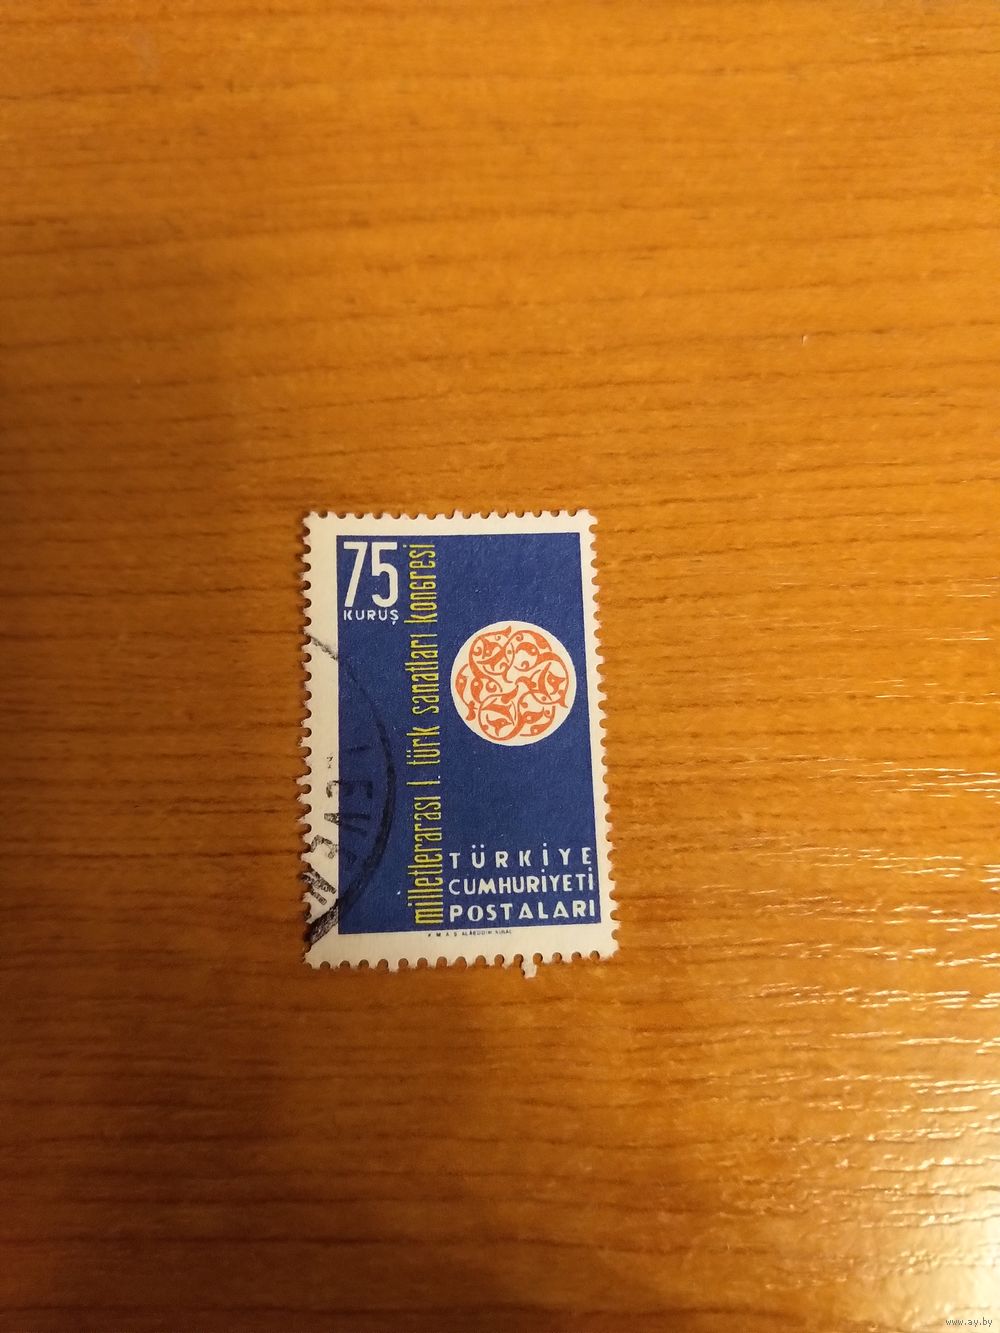 75
KURUŞ
milletlerarası I. türk sanatları kongresi
TÜRKİYE
CUMHURİYETİ
POSTALARI
www.ay.by